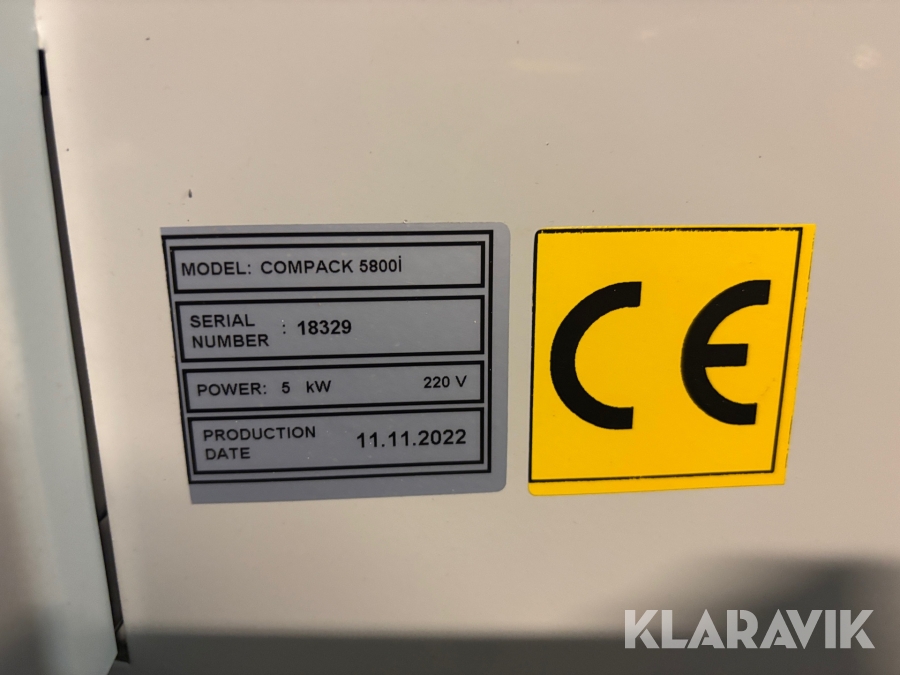 MODEL: COMPACK 5800İ
SERIAL NUMBER : 18329
POWER: 5 kW 220 V
PRODUCTION DATE 11.11.2022
CE
KLARAVIK